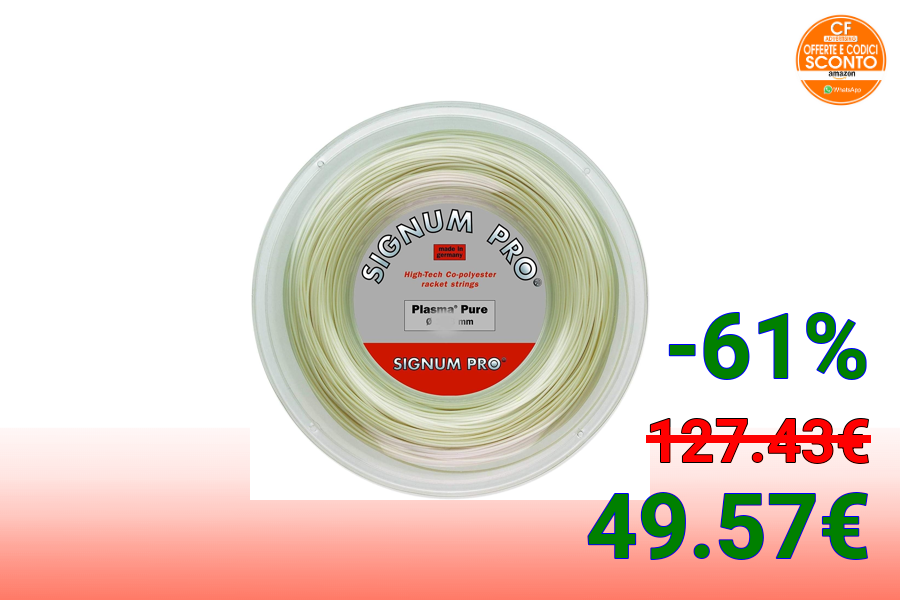 CF
ADVERTISING
OFFERTE E CODICI
SCONTO
amazon
WhatsApp
SIGNUM PRO®
made in
germany
High-Tech Co-polyester
racket strings
Plasma® Pure
Ø mm
SIGNUM PRO®
-61%
127.43€
49.57€